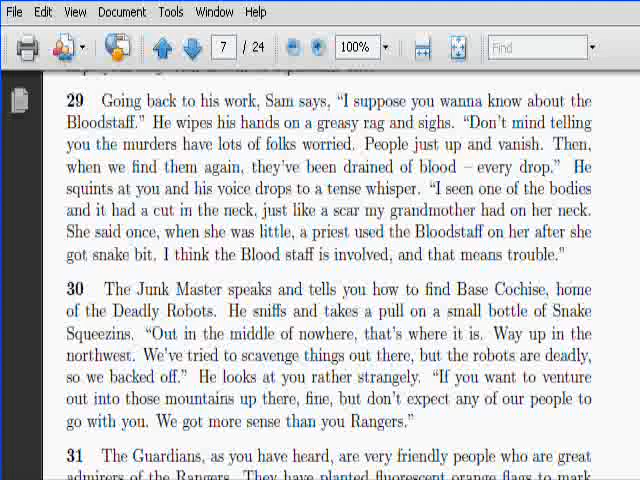 File Edit View Document Tools Window Help
7 / 24 100% Find
29 Going back to his work, Sam says, “I suppose you wanna know about the
Bloodstaff.” He wipes his hands on a greasy rag and sighs. “Don’t mind telling
you the murders have lots of folks worried. People just up and vanish. Then,
when we find them again, they’ve been drained of blood – every drop.” He
squints at you and his voice drops to a tense whisper. “I seen one of the bodies
and it had a cut in the neck, just like a scar my grandmother had on her neck.
She said once, when she was little, a priest used the Bloodstaff on her after she
got snake bit, I think the Blood staff is involved, and that means trouble.”
30 The Junk Master speaks and tells you how to find Base Cochise, home
of the Deadly Robots. He sniffs and takes a pull on a small bottle of Snake
Squeezins. “Out in the middle of nowhere, that’s where it is. Way up in the
northwest. We’ve tried to scavenge things out there, but the robots are deadly,
so we backed off.” He looks at you rather strangely. “If you want to venture
out into those mountains up there, fine, but don’t expect any of our people to
go with you. We got more sense than you Rangers.”
31 The Guardians, as you have heard, are very friendly people who are great
admirers of the Rangers. They have planted fluorescent orange flags to mark